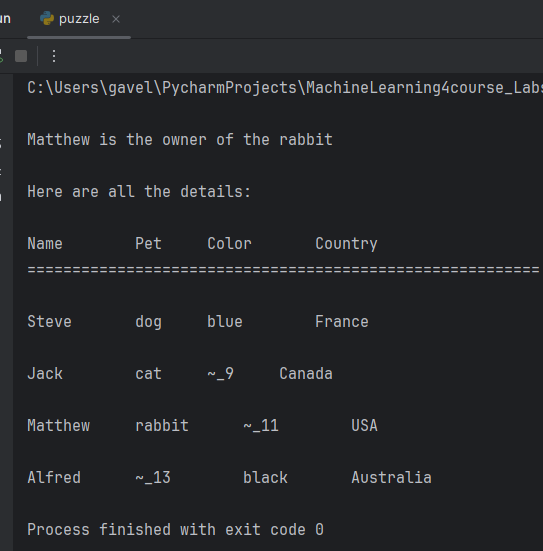 un puzzle ×
C:\Users\gavel\PycharmProjects\MachineLearning4course_Labs
Matthew is the owner of the rabbit
Here are all the details:
Name Pet Color Country
=========================================================
Steve dog blue France
Jack cat ~_9 Canada
Matthew rabbit ~_11 USA
Alfred ~_13 black Australia
Process finished with exit code 0